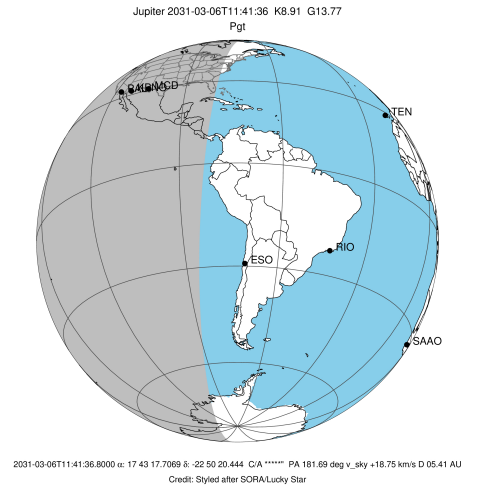 Jupiter 2031-03-06T11:41:36 K8.91 G13.77
Pgt
MCD
TEN
RIO
ESO
SAAO
2031-03-06T11:41:36.8000 α: 17 43 17.7069 δ: -22 50 20.444 C/A *****" PA 181.69 deg v_sky +18.75 km/s D 05.41 AU
Credit: Styled after SORA/Lucky Star